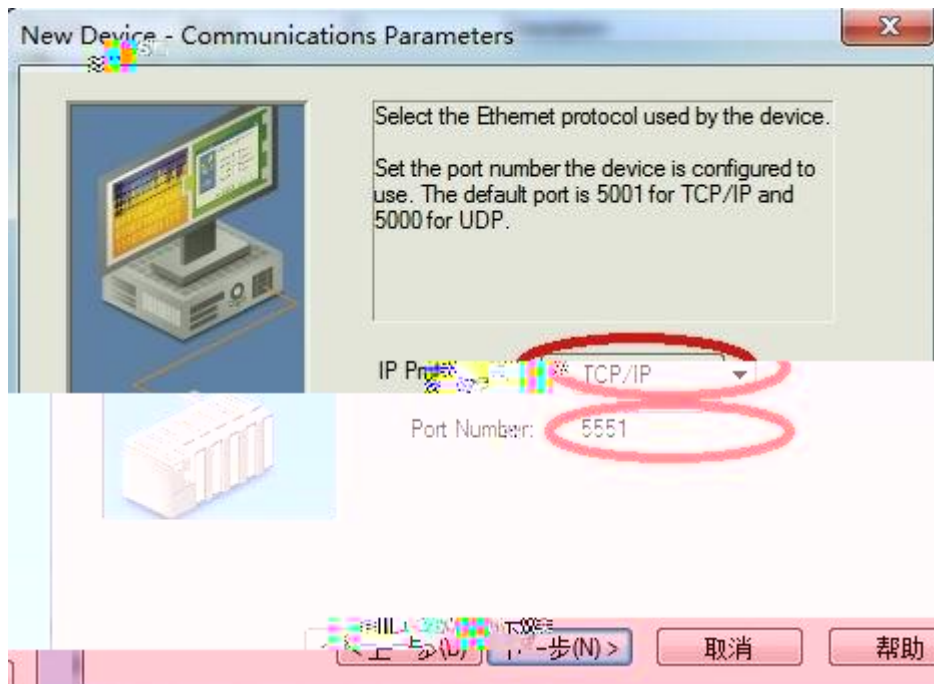 New Device - Communications Parameters
Select the Ethernet protocol used by the device.
Set the port number the device is configured to
use. The default port is 5001 for TCP/IP and
5000 for UDP.
IP
TCP/IP
Port Number:
5551
步(N) >
取消
帮助